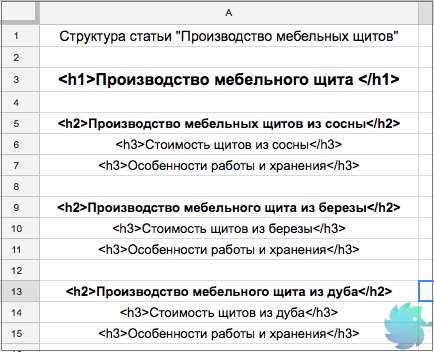 A
1 Структура статьи "Производство мебельных щитов"
2
3 <h1>Производство мебельного щита </h1>
4
5 <h2>Производство мебельных щитов из сосны</h2>
6 <h3>Стоимость щитов из сосны</h3>
7 <h3>Особенности работы и хранения</h3>
8
9 <h2>Производство мебельного щита из березы</h2>
10 <h3>Стоимость щитов из березы</h3>
11 <h3>Особенности работы и хранения</h3>
12
13 <h2>Производство мебельного щита из дуба</h2>
14 <h3>Стоимость щитов из дуба</h3>
15 <h3>Особенности работы и хранения</h3>